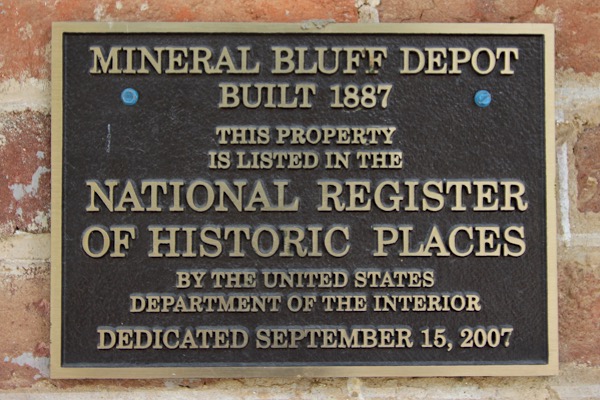 MINERAL BLUFF DEPOT
BUILT 1887
THIS PROPERTY
IS LISTED IN THE
NATIONAL REGISTER
OF HISTORIC PLACES
BY THE UNITED STATES
DEPARTMENT OF THE INTERIOR
DEDICATED SEPTEMBER 15, 2007